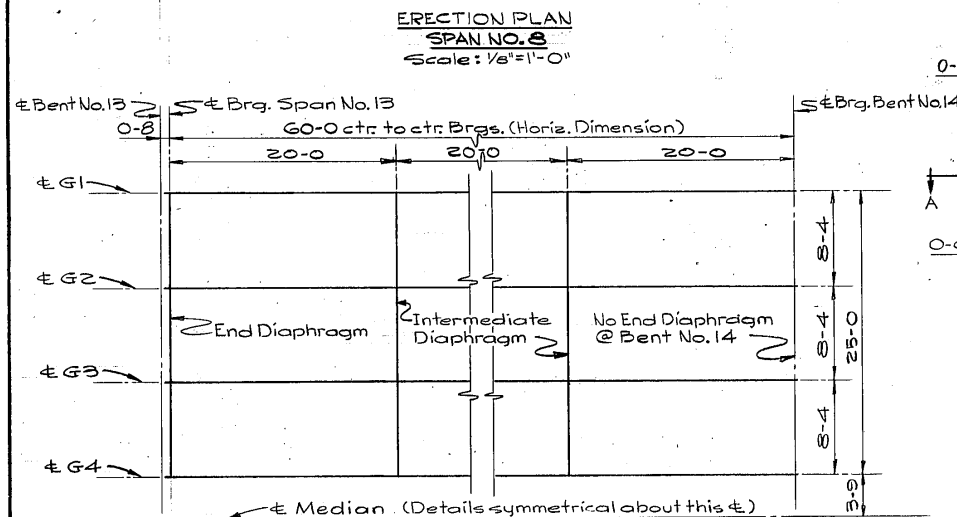 ERECTION PLAN
SPAN NO. 8
Scale: 1/8"=1'-0"
℄ Bent No. 13
℄ Brg. Span No. 13
℄ Brg. Bent No. 14
0-8
60-0 ctr. to ctr. Brgs. (Horiz. Dimension)
20-0
20-0
20-0
℄ G1
℄ G2
℄ G3
℄ G4
8-4
8-4
8-4
25-0
3-9
End Diaphragm
Intermediate
Diaphragm
No End Diaphragm
@ Bent No. 14
℄ Median (Details symmetrical about this ℄)
A